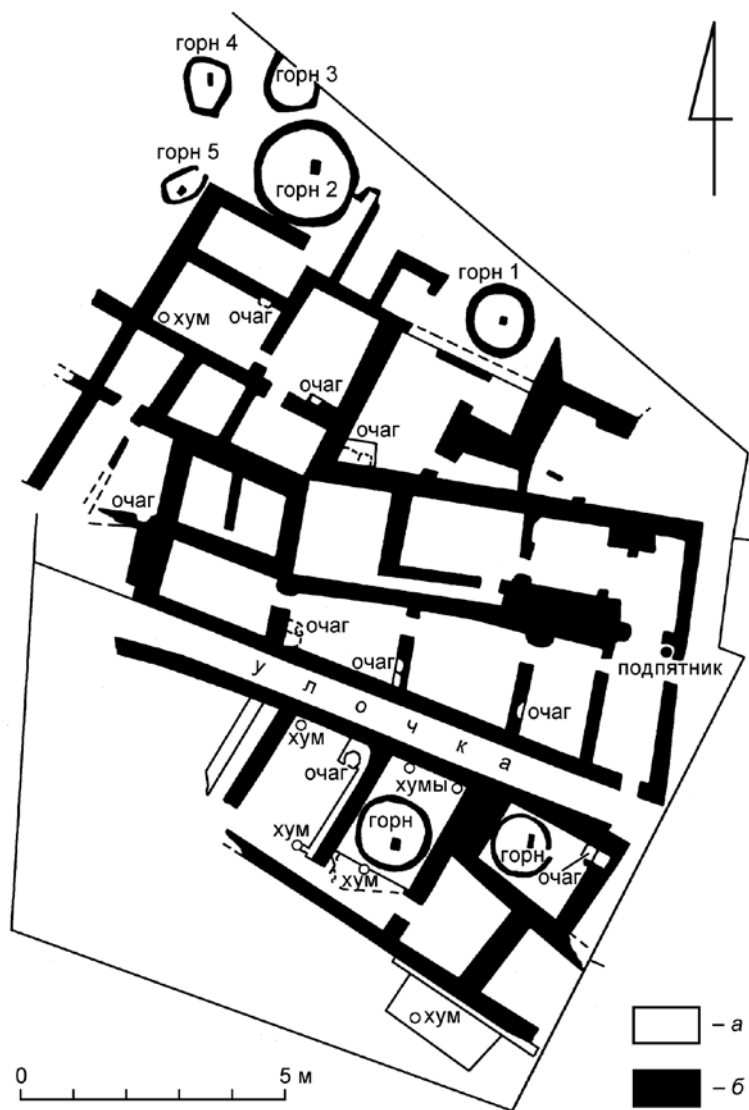 горн 4
горн 3
горн 5
горн 2
горн 1
хум
очаг
очаг
очаг
очаг
очаг
очаг
подпятник
очаг
улочка
хум
очаг
хумы
горн
горн
хум
хум
очаг
хум
– а
– б
0 5 м